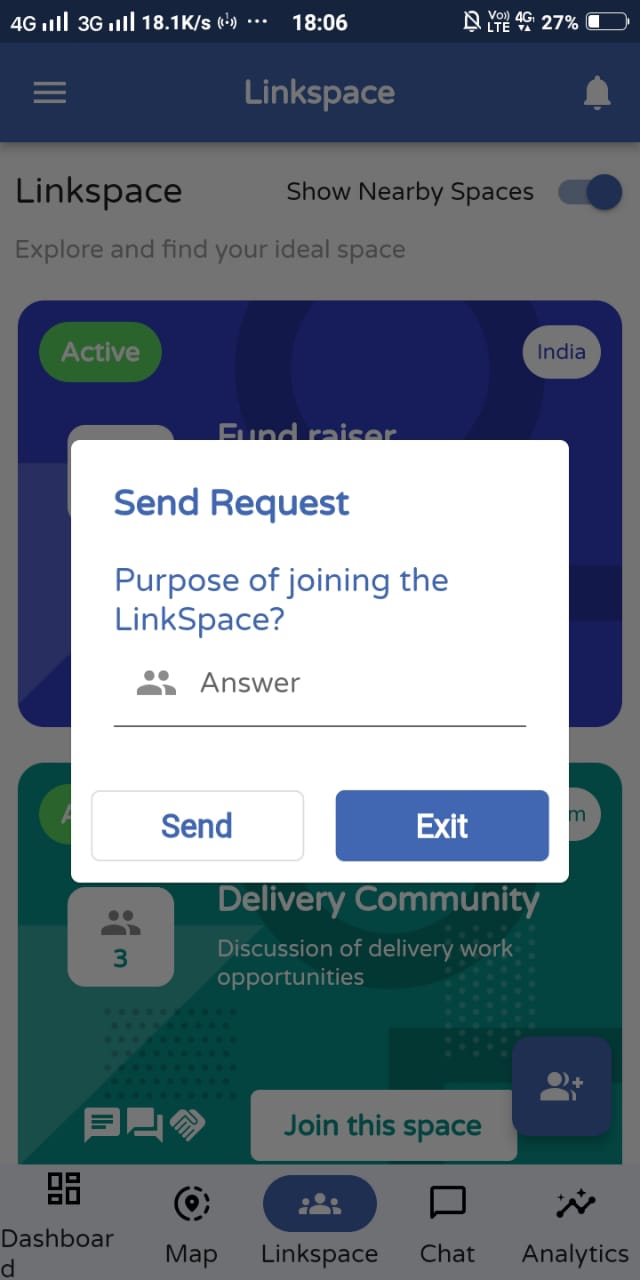 4G 3G 18.1K/s 18:06 Vo) LTE 4G 27%
Linkspace
Linkspace Show Nearby Spaces
Explore and find your ideal space
Active India
Fund raiser
Send Request
Purpose of joining the
LinkSpace?
Answer
Send Exit
Delivery Community
3
Discussion of delivery work
opportunities
Join this space
Dashboar
d
Map Linkspace Chat Analytics